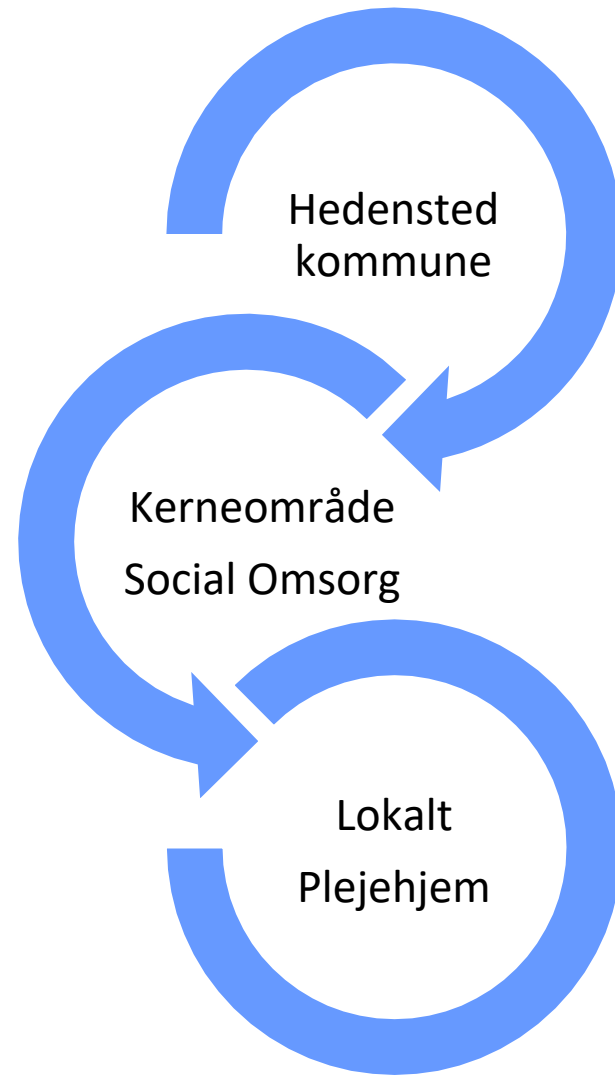 Hedensted
kommune
Kerneområde
Social Omsorg
Lokalt
Plejehjem